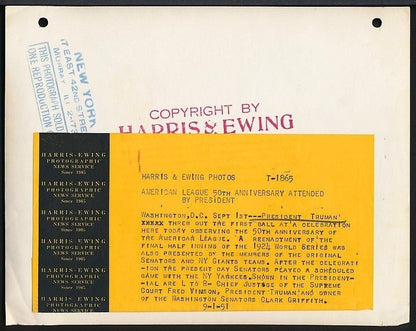 NEW YORK
17 EAST 42ND STREET
MURRAY HILL 2
THIS PHOTOGRAPH SOLD
ONE REPRODUCTION
COPYRIGHT BY
HARRIS & EWING
HARRIS-EWING
PHOTOGRAPHIC
NEWS SERVICE
Since 1905
HARRIS-EWING
PHOTOGRAPHIC
NEWS SERVICE
Since 1905
HARRIS-EWING
PHOTOGRAPHIC
NEWS SERVICE
Since 1905
HARRIS-EWING
PHOTOGRAPHIC
NEWS SERVICE
Since 1905
HARRIS-EWING
PHOTOGRAPHIC
NEWS SERVICE
Since 1905
HARRIS-EWING
PHOTOGRAPHIC
NEWS SERVICE
HARRIS & EWING PHOTOS T-1865
AMERICAN LEAGUE 50TH ANNIVERSARY ATTENDED
BY PRESIDENT
WASHINGTON,D.C. SEPT 1ST---PRESIDENT TRUMAN
XXXXX THREW OUT THE FIRST BALL AT A CELEBRATION
HERE TODAY OBSERVING THE 50TH ANNIVERSARY OF
THE AMERICAN LEAGUE. A REENACTMENT OF THE
FINAL HALF INNING OF THE 1924 WORLD SERIES WAS
ALSO PRESENTED BY THE MEMBERS OF THE ORIGINAL
SENATORS AND NY GIANTS TEAMS. AFTER THE CELEBRAT
-ION THE PRESENT DAY SENATORS PLAYED A SCHEDULED
GAME WITH THE NY YANKEES.SHOWN IN THE PRESIDENT-
IAL ARE L TO R- CHIEF JUSTICE OF THE SUPREME
COURT FRED VINSON, PRESIDENT TRUMAN AND OWNER
OF THE WASHINGTON SENATORS CLARK GRIFFITH.
9-1-51